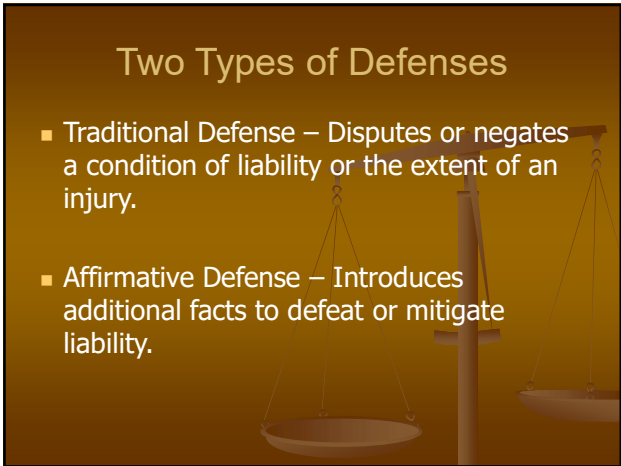 Two Types of Defenses
Traditional Defense – Disputes or negates
a condition of liability or the extent of an
injury.
Affirmative Defense – Introduces
additional facts to defeat or mitigate
liability.